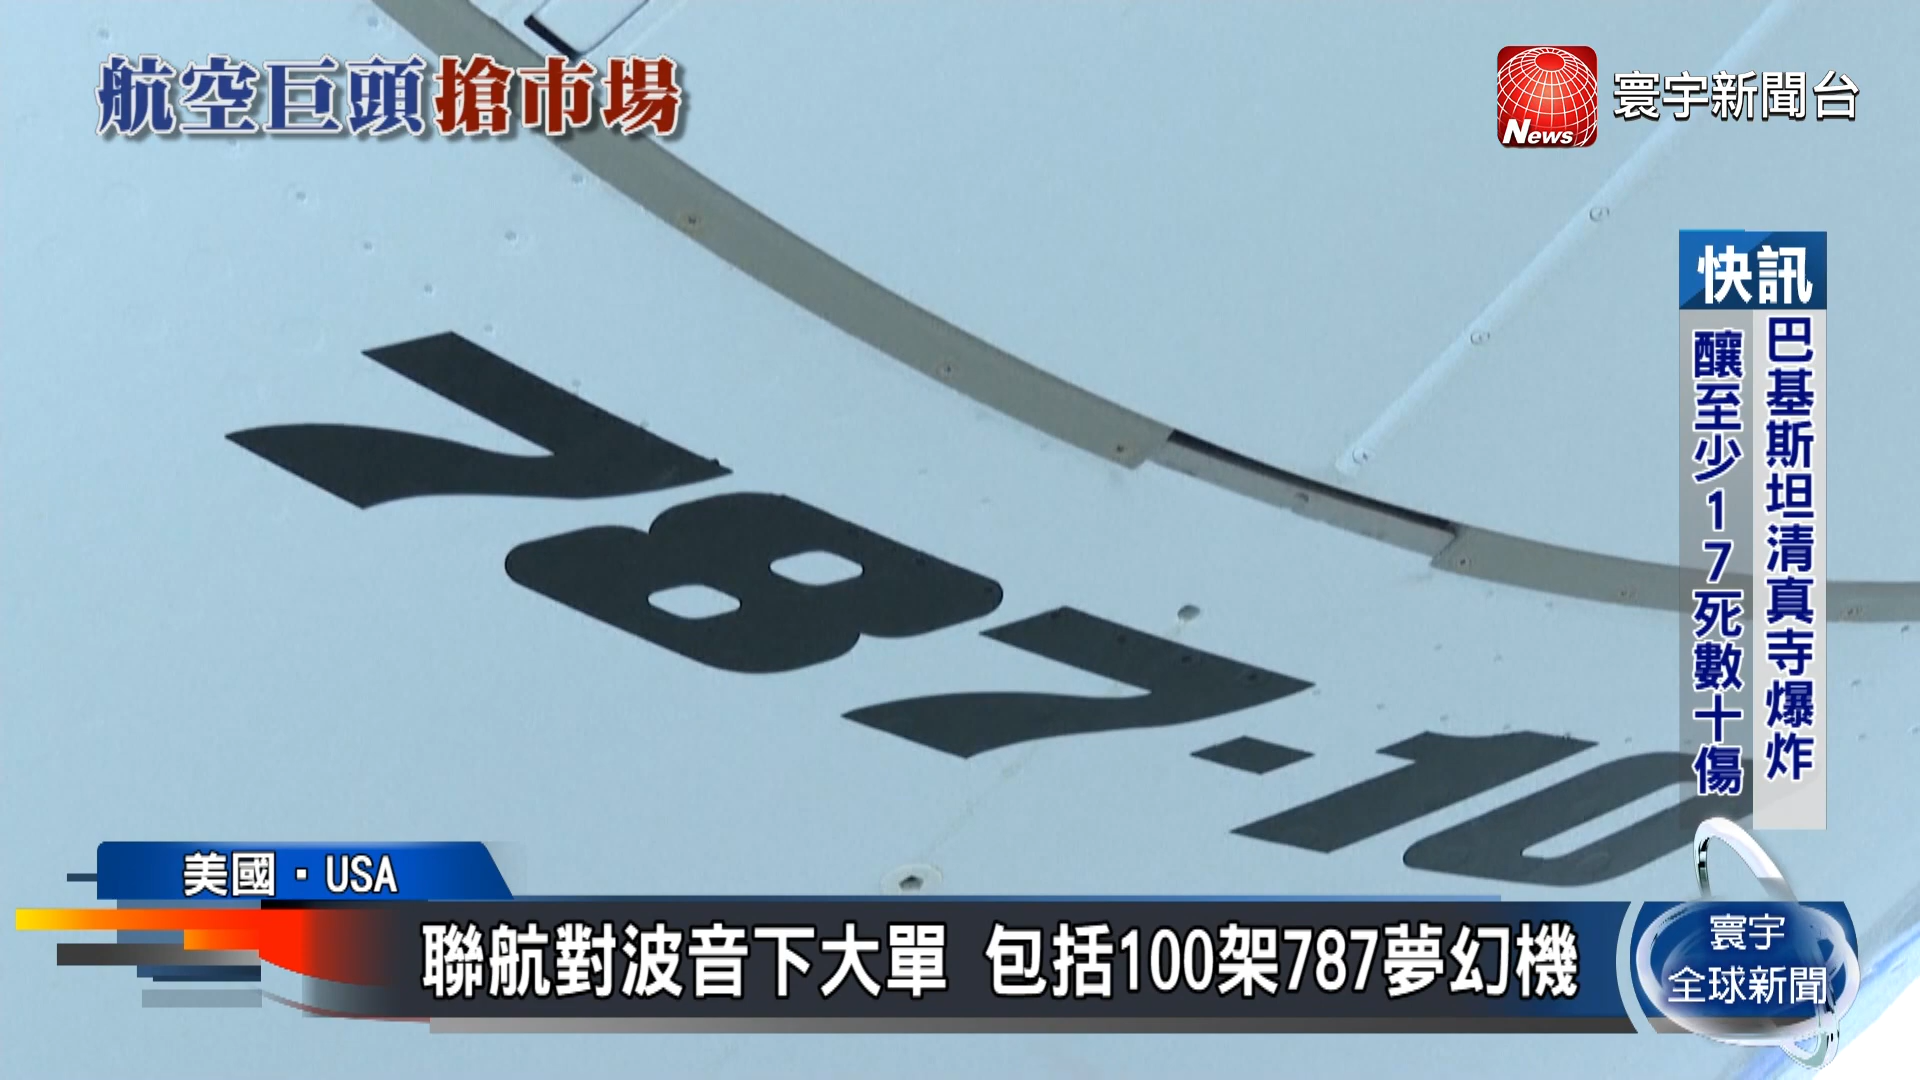 航空巨頭搶市場
News
寰宇新聞台
快訊
巴基斯坦清真寺爆炸
釀至少17死數十傷
787-10
美國・USA
聯航對波音下大單 包括100架787夢幻機
寰宇
全球新聞